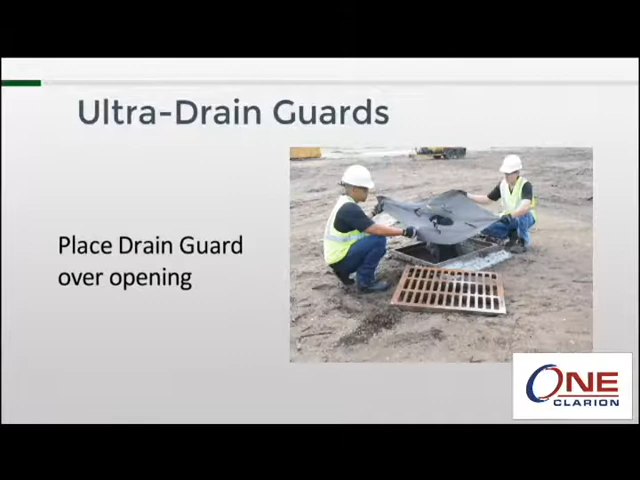 Ultra-Drain Guards
Place Drain Guard
over opening
ONE
CLARION